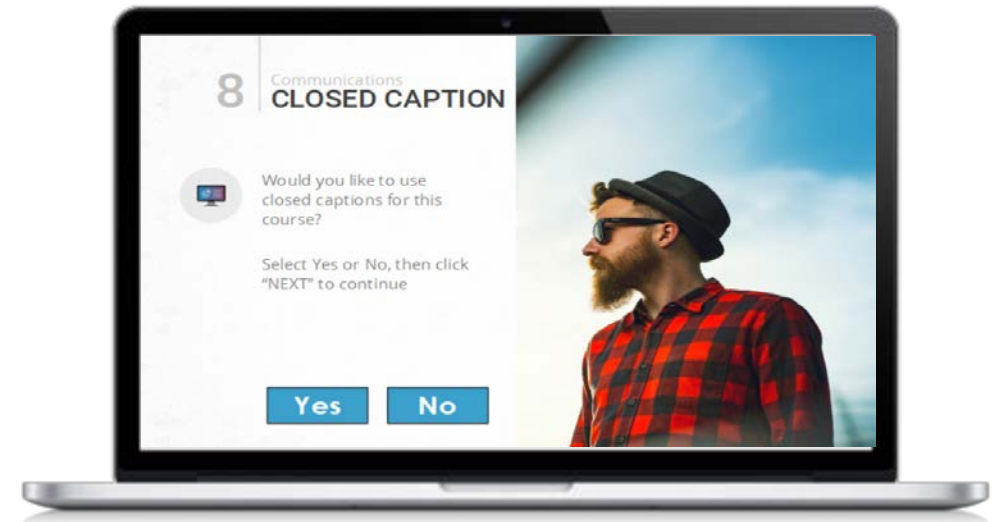 8
Communications
CLOSED CAPTION
Would you like to use
closed captions for this
course?
Select Yes or No, then click
“NEXT” to continue
Yes
No